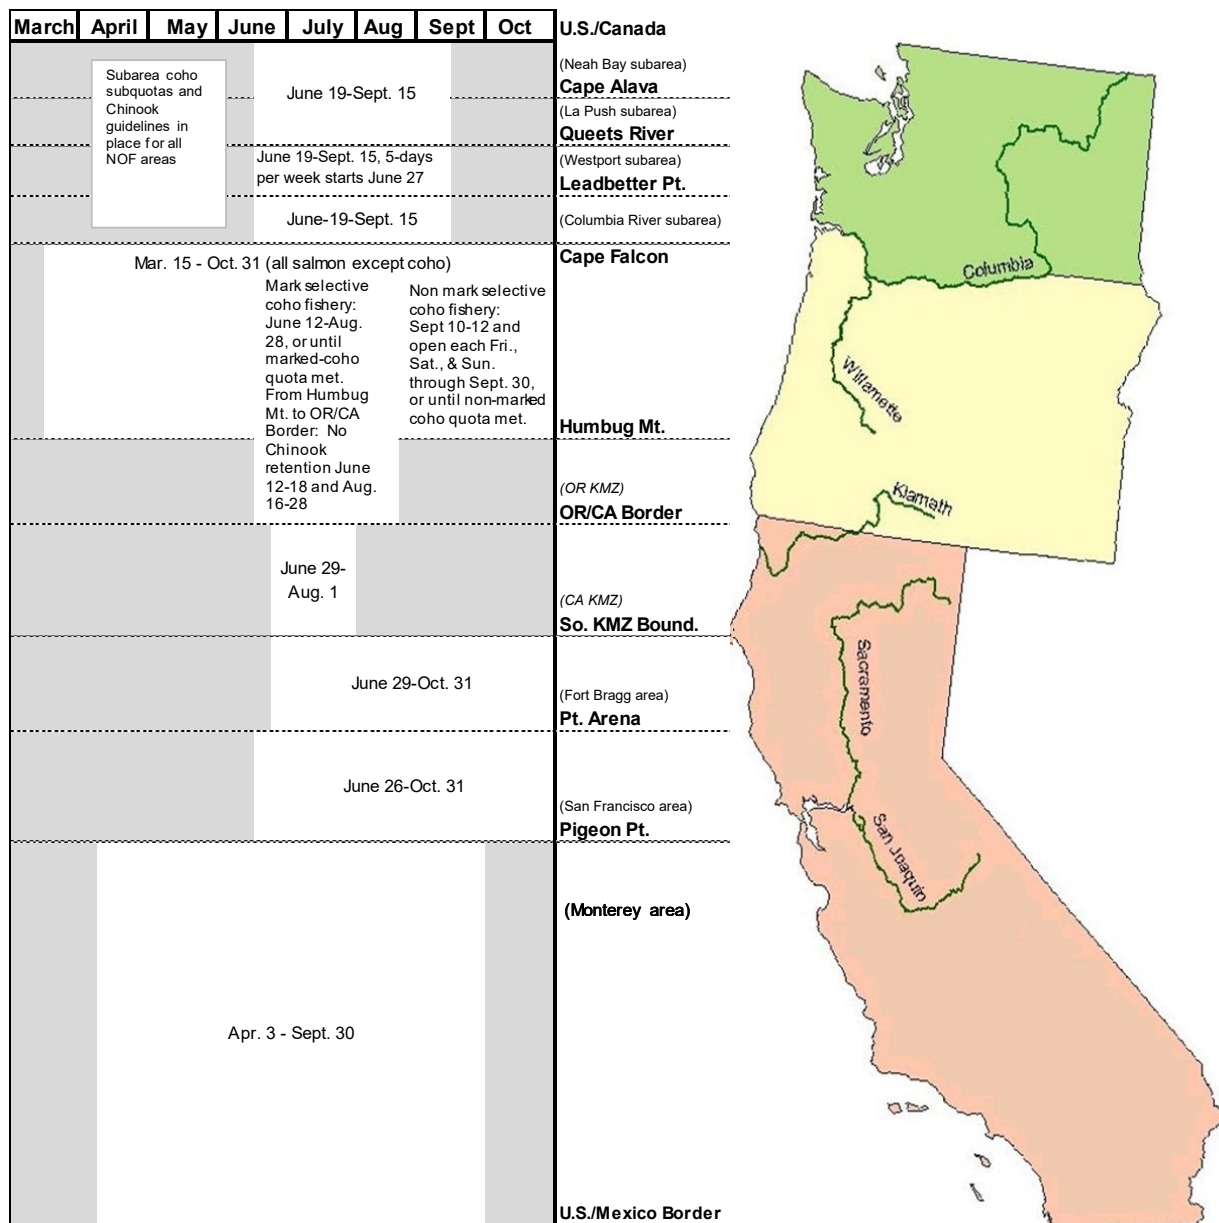 March April May June July Aug Sept Oct
U.S./Canada
Subarea coho
subquotas and
Chinook
guidelines in
place for all
NOF areas
June 19-Sept. 15
(Neah Bay subarea)
Cape Alava
(La Push subarea)
Queets River
June 19-Sept. 15, 5-days
per week starts June 27
(Westport subarea)
Leadbetter Pt.
June-19-Sept. 15
(Columbia River subarea)
Cape Falcon
Mar. 15 - Oct. 31 (all salmon except coho)
Mark selective
coho fishery:
June 12-Aug.
28, or until
marked-coho
quota met.
From Humbug
Mt. to OR/CA
Border: No
Chinook
retention June
12-18 and Aug.
16-28
Non mark selective
coho fishery:
Sept 10-12 and
open each Fri.,
Sat., & Sun.
through Sept. 30,
or until non-marked
coho quota met.
Humbug Mt.
(OR KMZ)
OR/CA Border
June 29-
Aug. 1
(CA KMZ)
So. KMZ Bound.
June 29-Oct. 31
(Fort Bragg area)
Pt. Arena
June 26-Oct. 31
(San Francisco area)
Pigeon Pt.
(Monterey area)
Apr. 3 - Sept. 30
U.S./Mexico Border
Columbia
Willamette
Klamath
Sacramento
San Joaquin